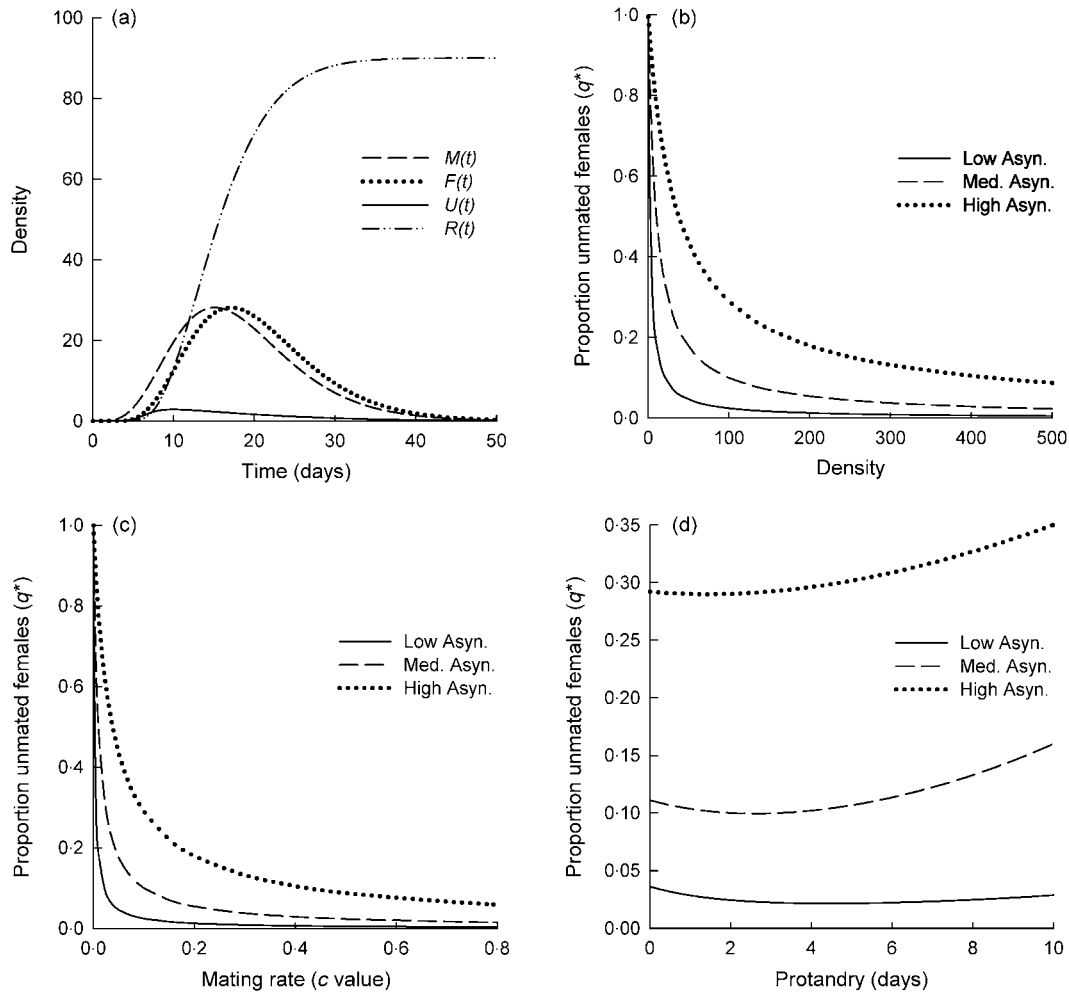 (a)
100
80
60
40
20
0
Density
M(t)
F(t)
U(t)
R(t)
0 10 20 30 40 50
Time (days)
(b)
1·0
0·8
0·6
0·4
0·2
0·0
Proportion unmated females (q*)
Low Asyn.
Med. Asyn.
High Asyn.
0 100 200 300 400 500
Density
(c)
1·0
0·8
0·6
0·4
0·2
0·0
Proportion unmated females (q*)
Low Asyn.
Med. Asyn.
High Asyn.
0·0 0·2 0·4 0·6 0·8
Mating rate (c value)
(d)
0·35
0·30
0·25
0·20
0·15
0·10
0·05
0·00
Proportion unmated females (q*)
Low Asyn.
Med. Asyn.
High Asyn.
0 2 4 6 8 10
Protandry (days)